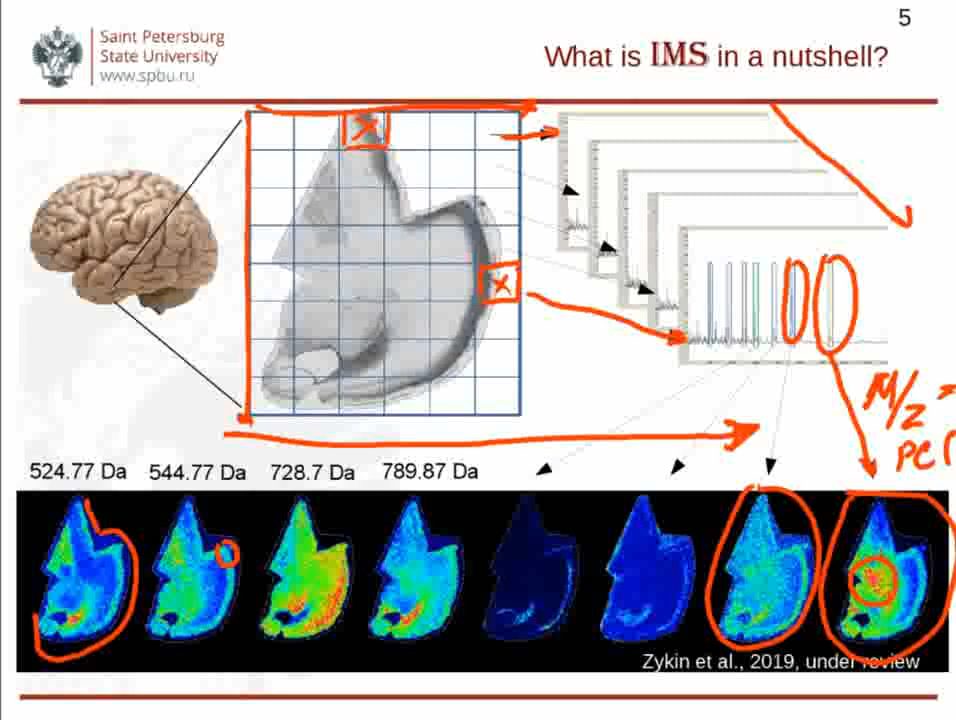 5
Saint Petersburg
State University
www.spbu.ru
What is IMS in a nutshell?
X
X
M/z =
524.77 Da 544.77 Da 728.7 Da 789.87 Da
Zykin et al., 2019, under review